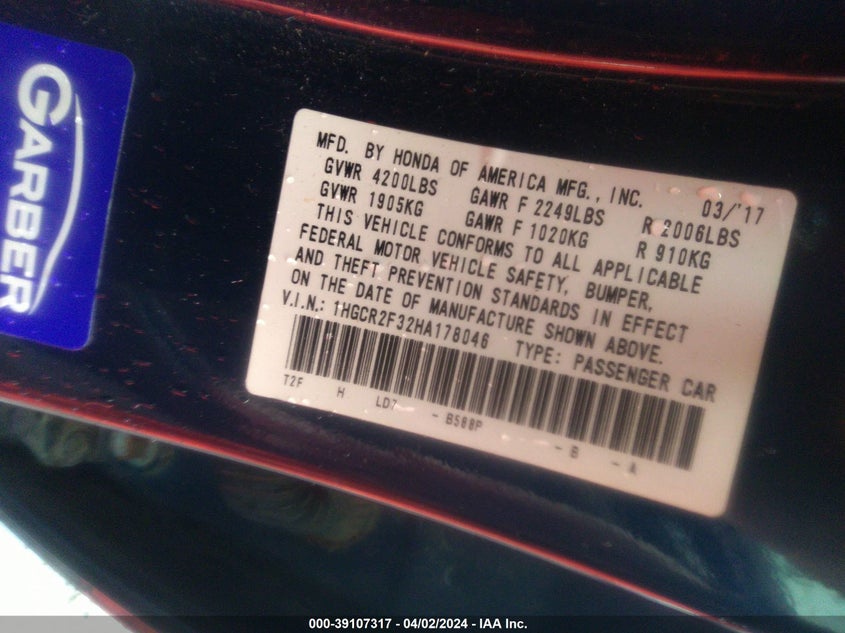 GARBER
MFD. BY HONDA OF AMERICA MFG., INC. 03/'17
GVWR 4200LBS GAWR F 2249LBS R 2006LBS
GVWR 1905KG GAWR F 1020KG R 910KG
THIS VEHICLE CONFORMS TO ALL APPLICABLE
FEDERAL MOTOR VEHICLE SAFETY, BUMPER,
AND THEFT PREVENTION STANDARDS IN EFFECT
ON THE DATE OF MANUFACTURE SHOWN ABOVE.
V.I.N.: 1HGCR2F32HA178046 TYPE: PASSENGER CAR
T2F H LD7 - B588P - B - A
000-39107317 - 04/02/2024 - IAA Inc.